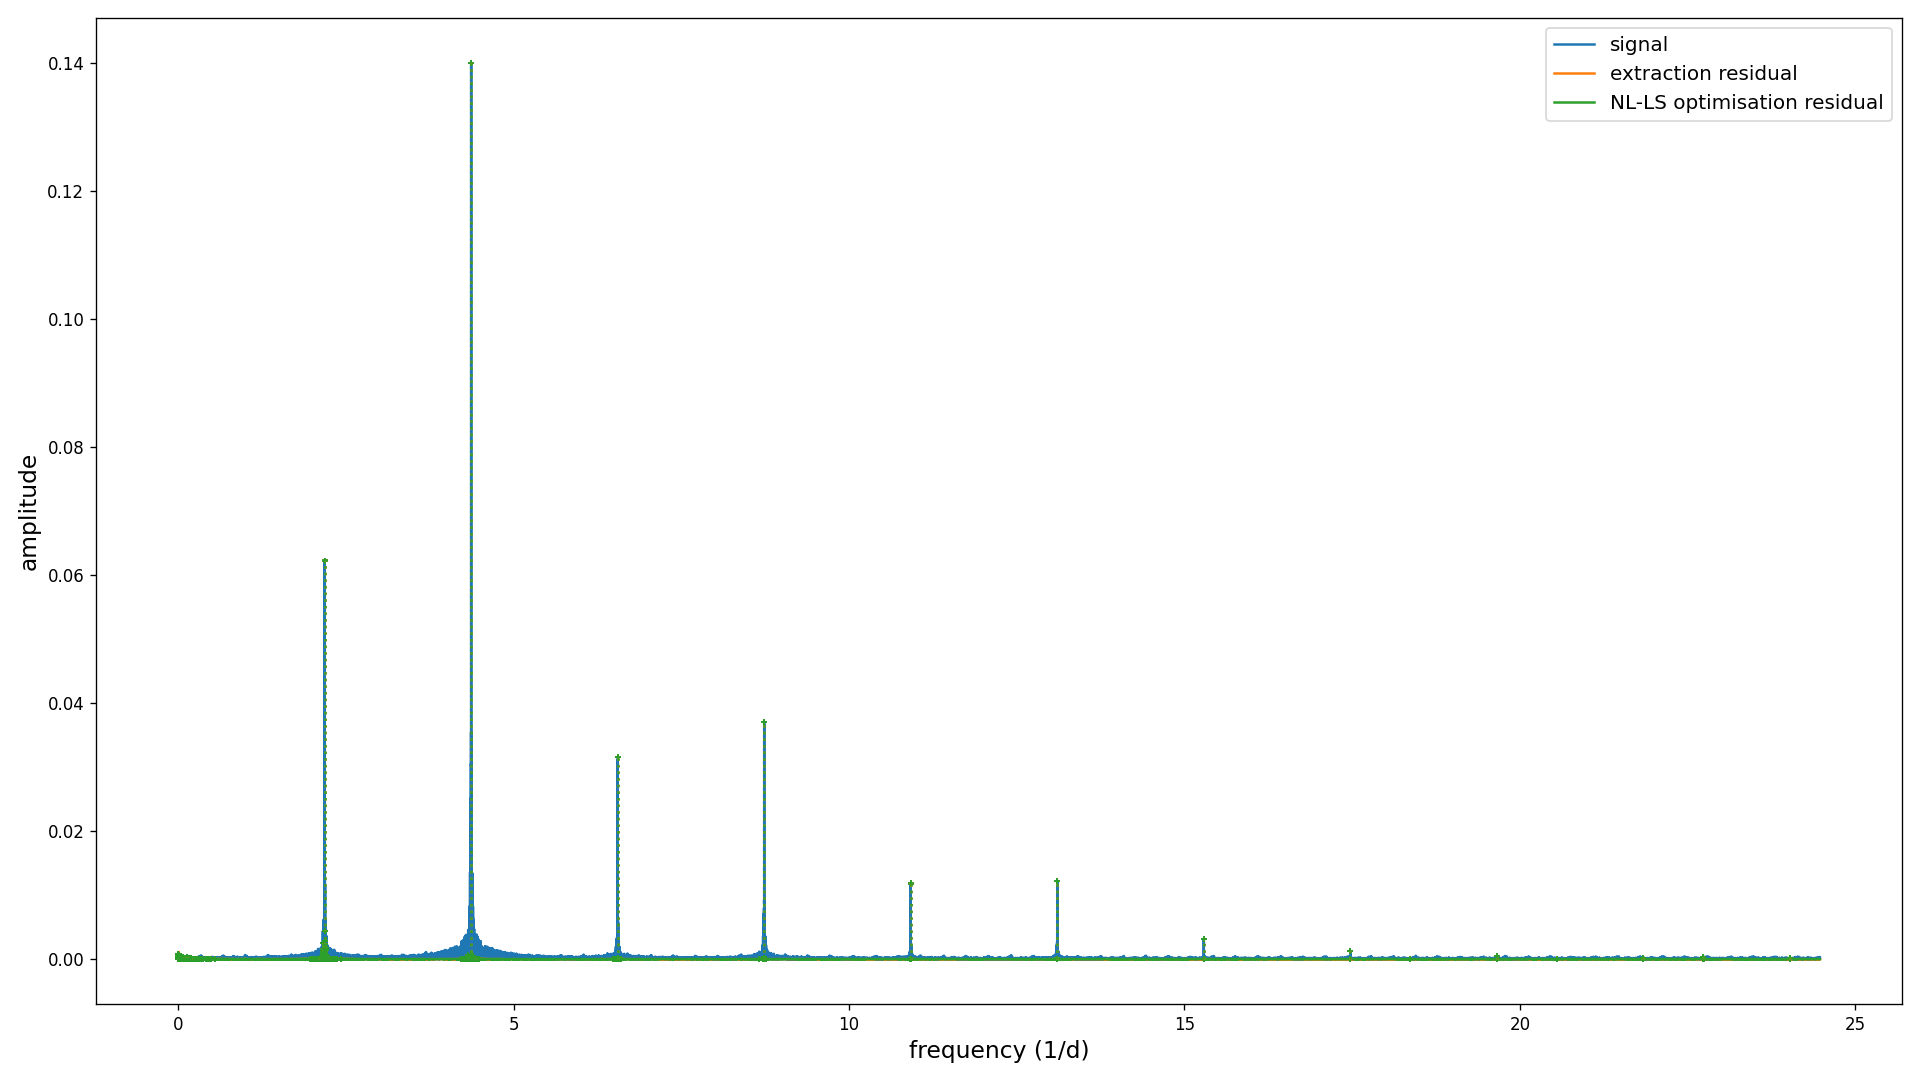 signal
extraction residual
NL-LS optimisation residual
0.14
0.12
0.10
0.08
0.06
0.04
0.02
0.00
amplitude
0
5
10
15
20
25
frequency (1/d)